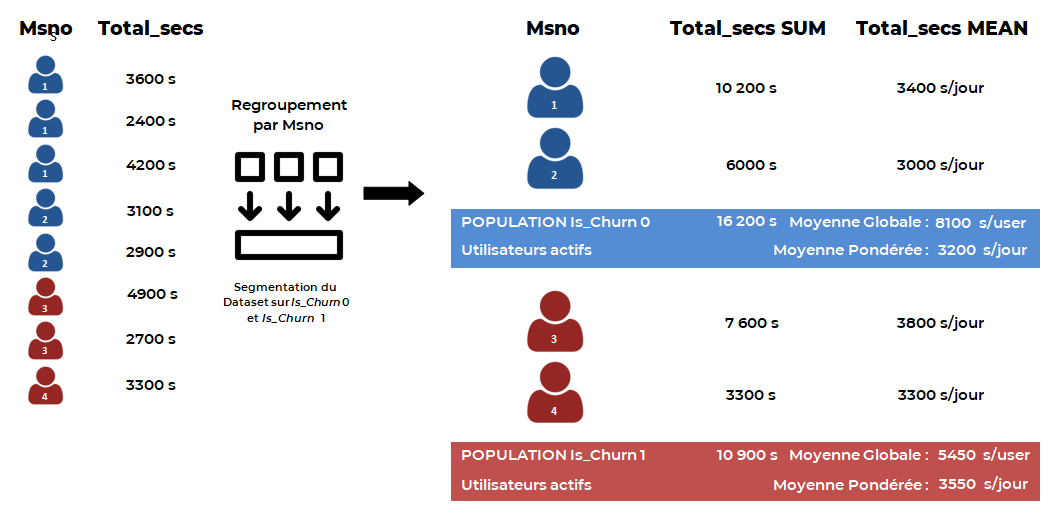 Msno Total_secs
s
1 3600 s
1 2400 s
1 4200 s
2 3100 s
2 2900 s
3 4900 s
3 2700 s
4 3300 s
Regroupement
par Msno
Segmentation du
Dataset sur Is_Churn 0
et Is_Churn 1
Msno Total_secs SUM Total_secs MEAN
1 10 200 s 3400 s/jour
2 6000 s 3000 s/jour
POPULATION Is_Churn 0 16 200 s Moyenne Globale : 8100 s/user
Utilisateurs actifs Moyenne Pondérée : 3200 s/jour
3 7 600 s 3800 s/jour
4 3300 s 3300 s/jour
POPULATION Is_Churn 1 10 900 s Moyenne Globale : 5450 s/user
Utilisateurs actifs Moyenne Pondérée : 3550 s/jour